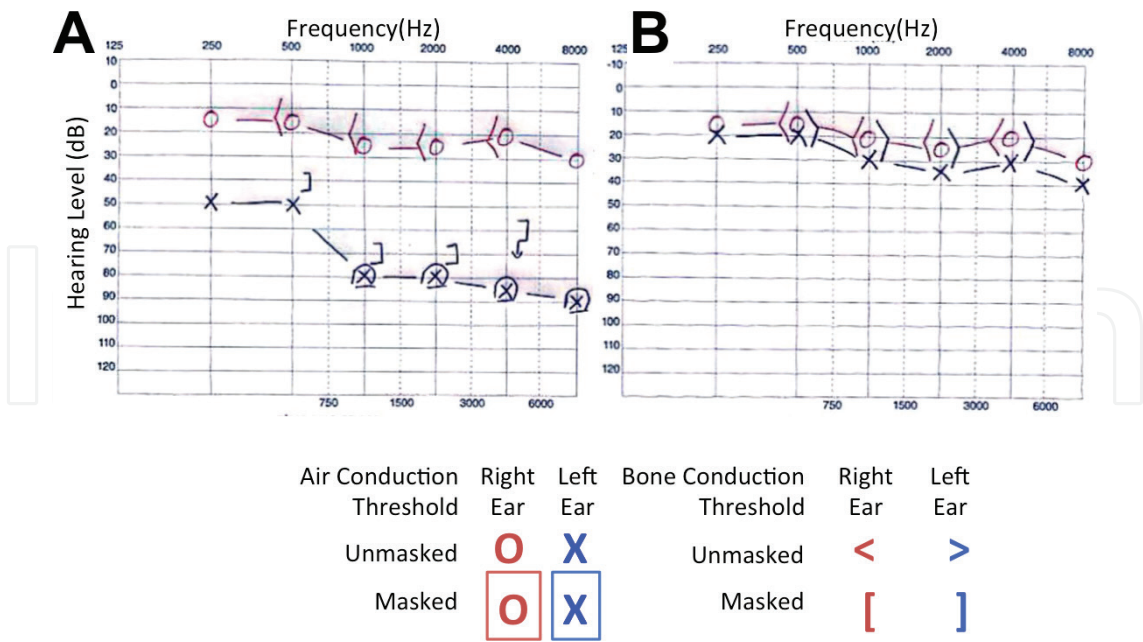 A
Frequency(Hz)
125 250 500 1000 2000 4000 8000
Hearing Level (dB)
10
0
10
20
30
40
50
60
70
80
90
100
110
120
750 1500 3000 6000
B
Frequency(Hz)
125 250 500 1000 2000 4000 8000
-10
0
10
20
30
40
50
60
70
80
90
100
110
120
750 1500 3000 6000
Air Conduction Threshold Right Ear Left Ear
Unmasked O X
Masked O X
Bone Conduction Threshold Right Ear Left Ear
Unmasked < >
Masked [ ]